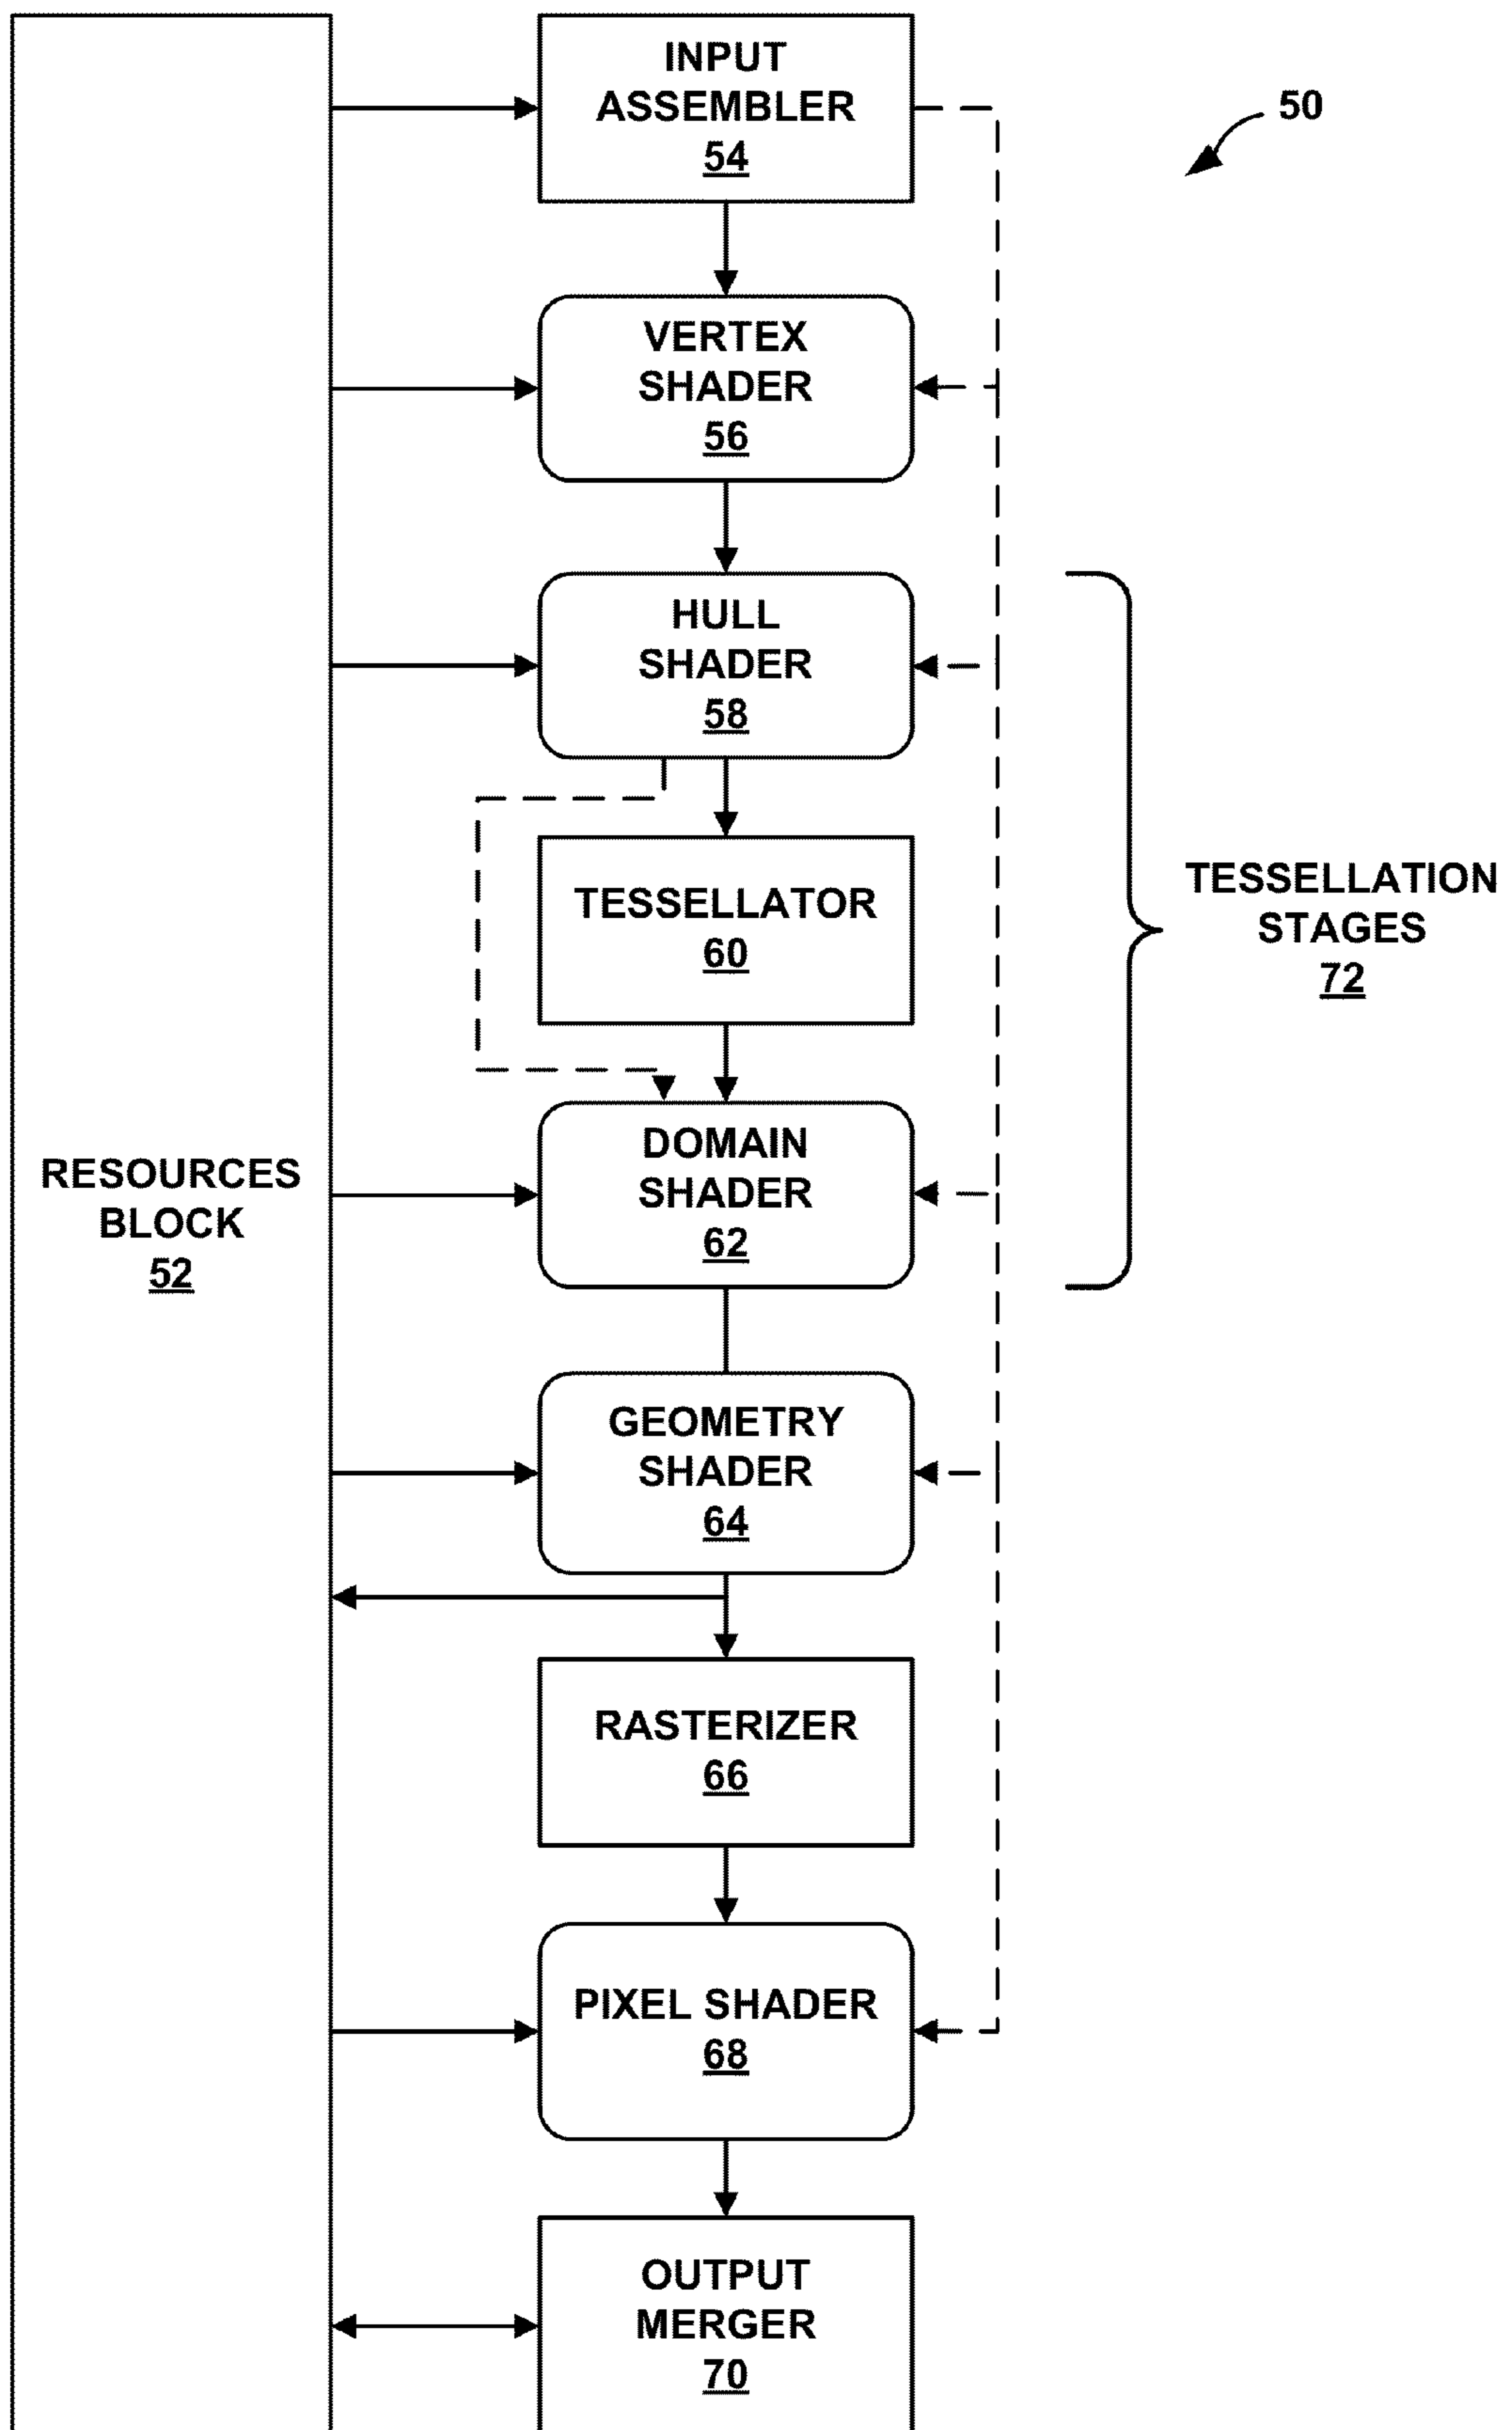 INPUT
ASSEMBLER
54
50
VERTEX
SHADER
56
HULL
SHADER
58
TESSELLATOR
60
TESSELLATION
STAGES
72
DOMAIN
SHADER
62
RESOURCES
BLOCK
52
GEOMETRY
SHADER
64
RASTERIZER
66
PIXEL SHADER
68
OUTPUT
MERGER
70